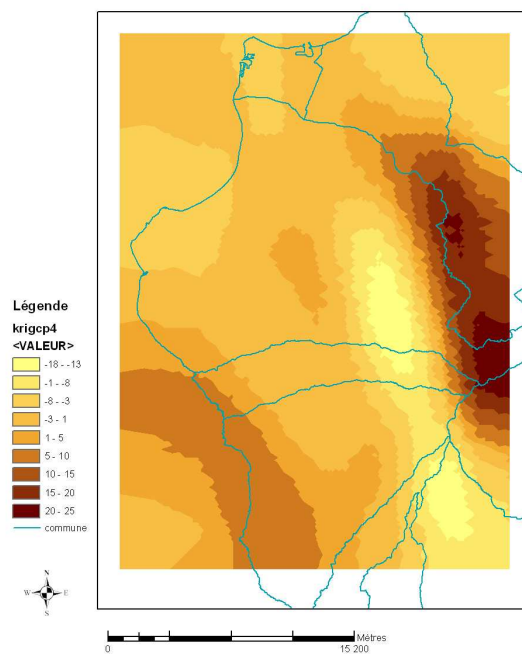 Légende
krigcp4
<VALEUR>
-18 - -13
-1 - -8
-8 - -3
-3 - 1
1 - 5
5 - 10
10 - 15
15 - 20
20 - 25
commune
N
W E
S
Métres
0 15 200